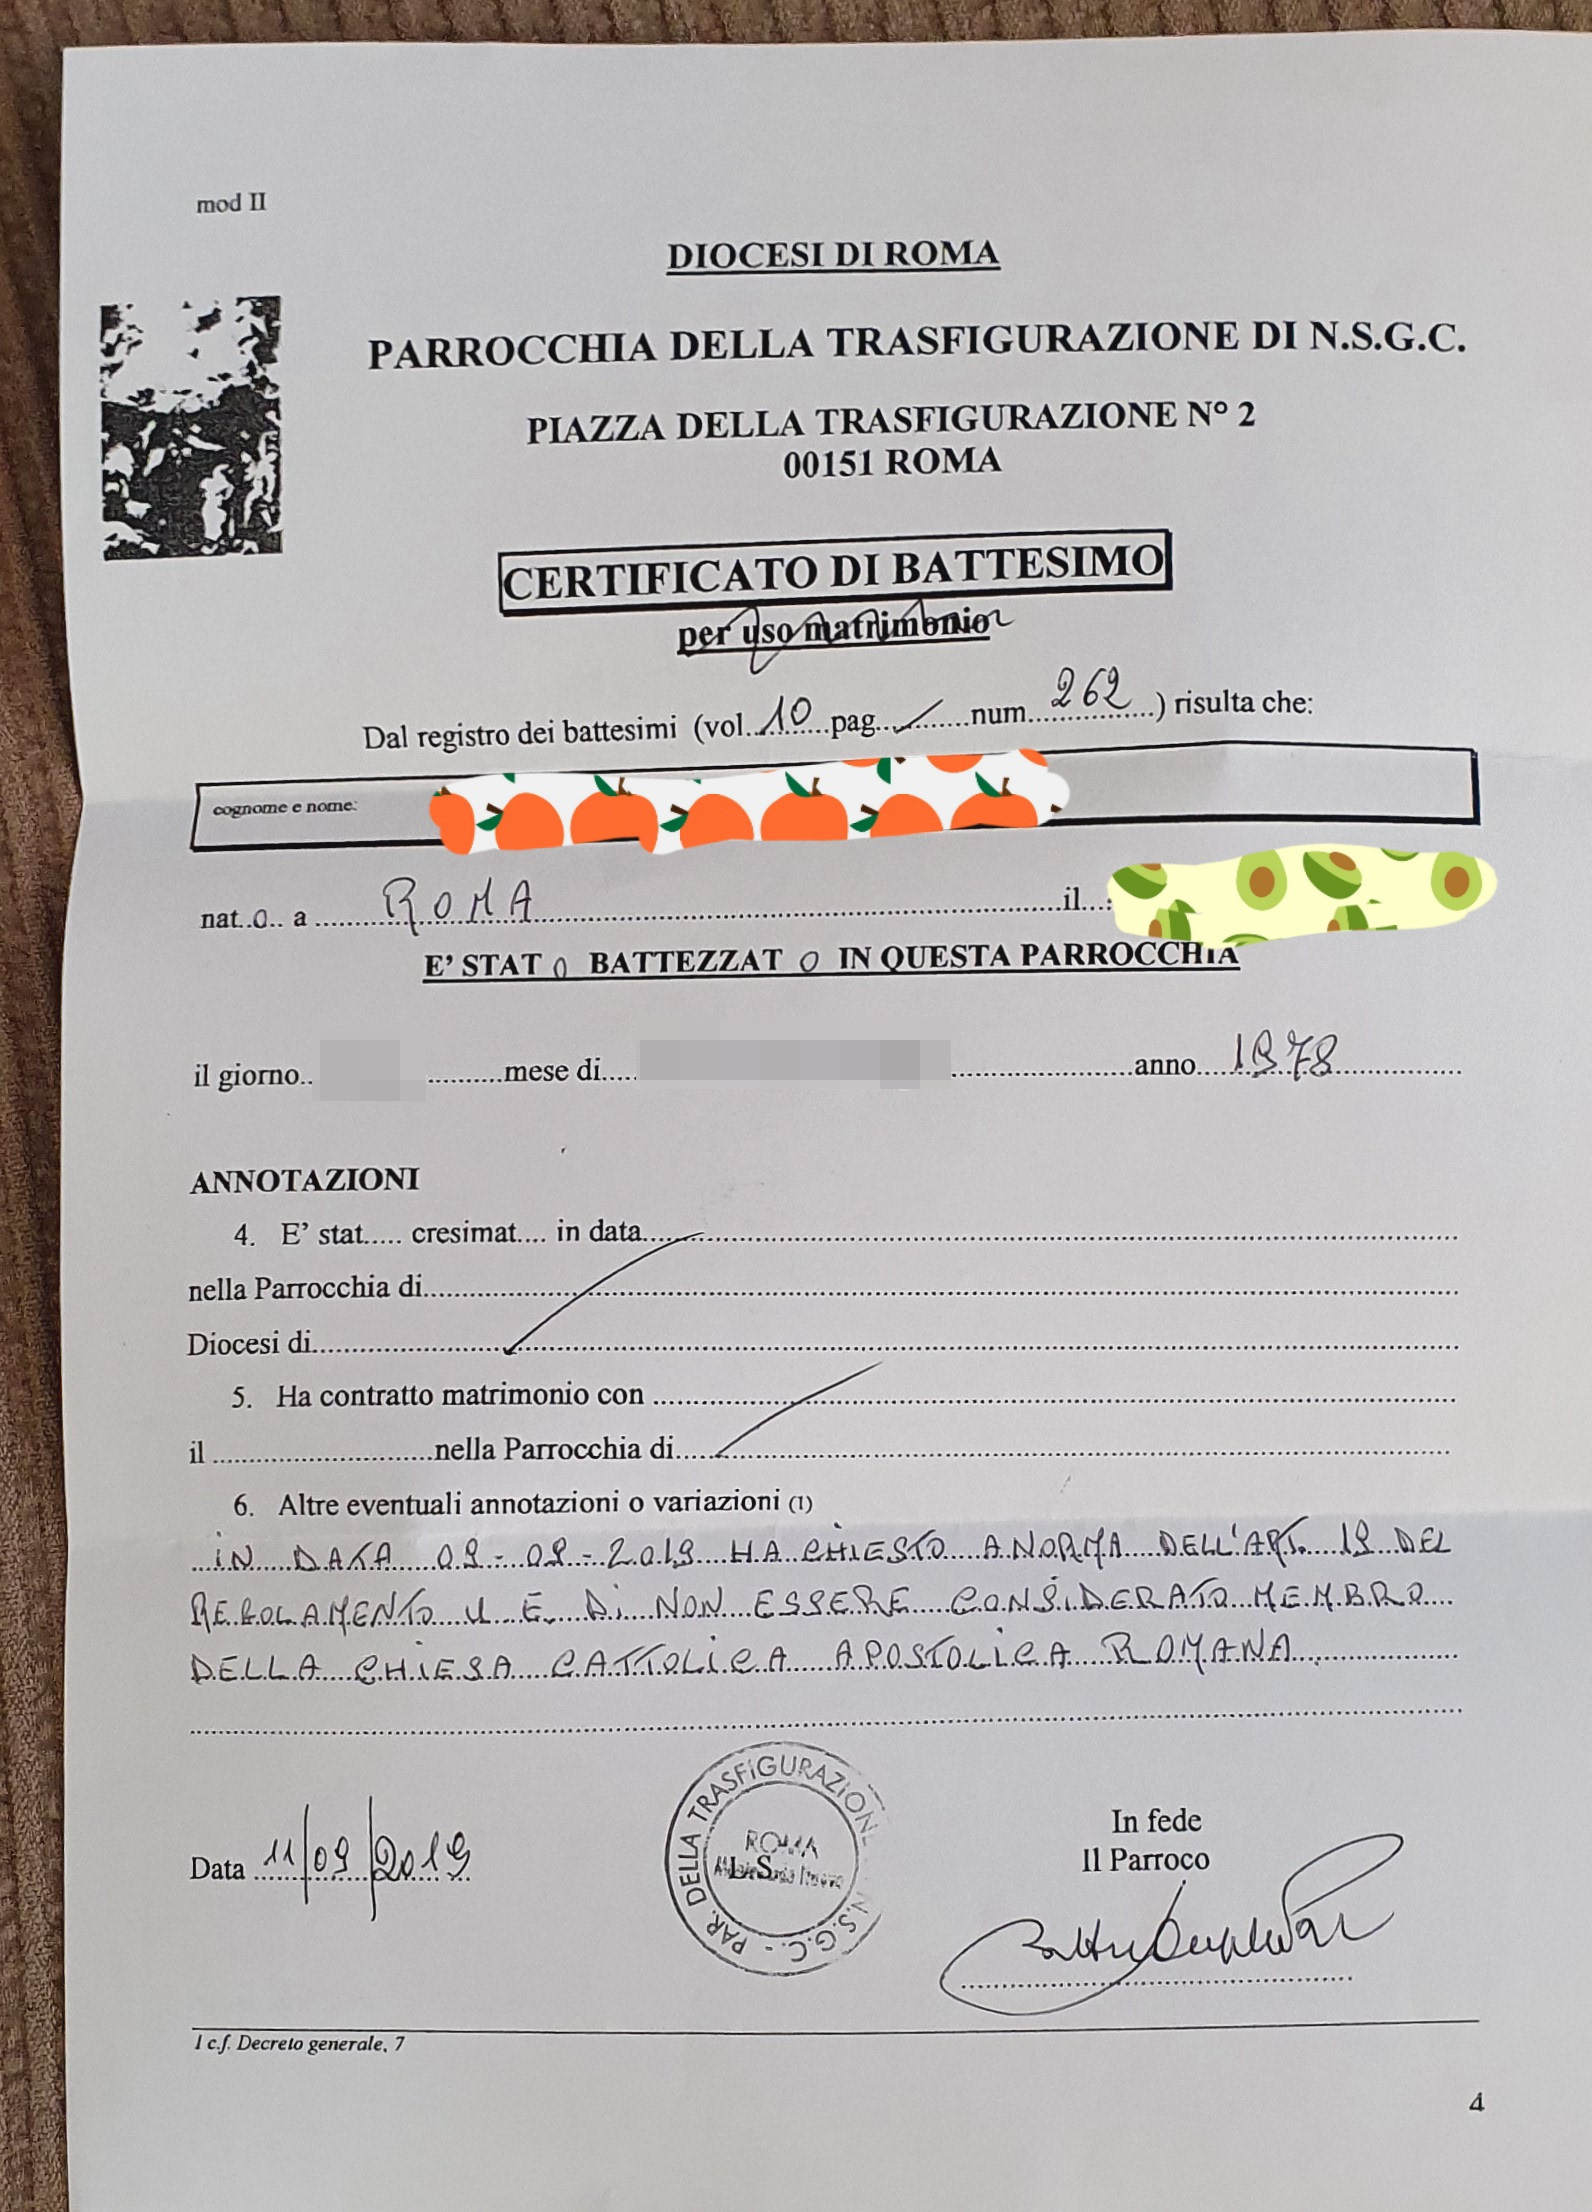 mod II
DIOCESI DI ROMA
PARROCCHIA DELLA TRASFIGURAZIONE DI N.S.G.C.
PIAZZA DELLA TRASFIGURAZIONE N° 2
00151 ROMA
CERTIFICATO DI BATTESIMO
per uso matrimonio
Dal registro dei battesimi (vol. 10 pag. num. 262 ) risulta che:
cognome e nome:
nat..o.. a ROMA il
E' STAT O BATTEZZAT O IN QUESTA PARROCCHIA
il giorno mese di anno 1978
ANNOTAZIONI
4. E' stat..... cresimat.... in data
nella Parrocchia di
Diocesi di
5. Ha contratto matrimonio con
il nella Parrocchia di
6. Altre eventuali annotazioni o variazioni (1)
IN DATA 09-09-2019 HA CHIESTO A NORMA DELL'ART. 19 DEL
REGOLAMENTO U E DI NON ESSERE CONSIDERATO MEMBRO
DELLA CHIESA CATTOLICA APOSTOLICA ROMANA
Data 11/09/2019
PAR. DELLA TRASFIGURAZIONE N.S.G.C. -
ROMA
L.S.
In fede
Il Parroco
1 c.f. Decreto generale, 7
4